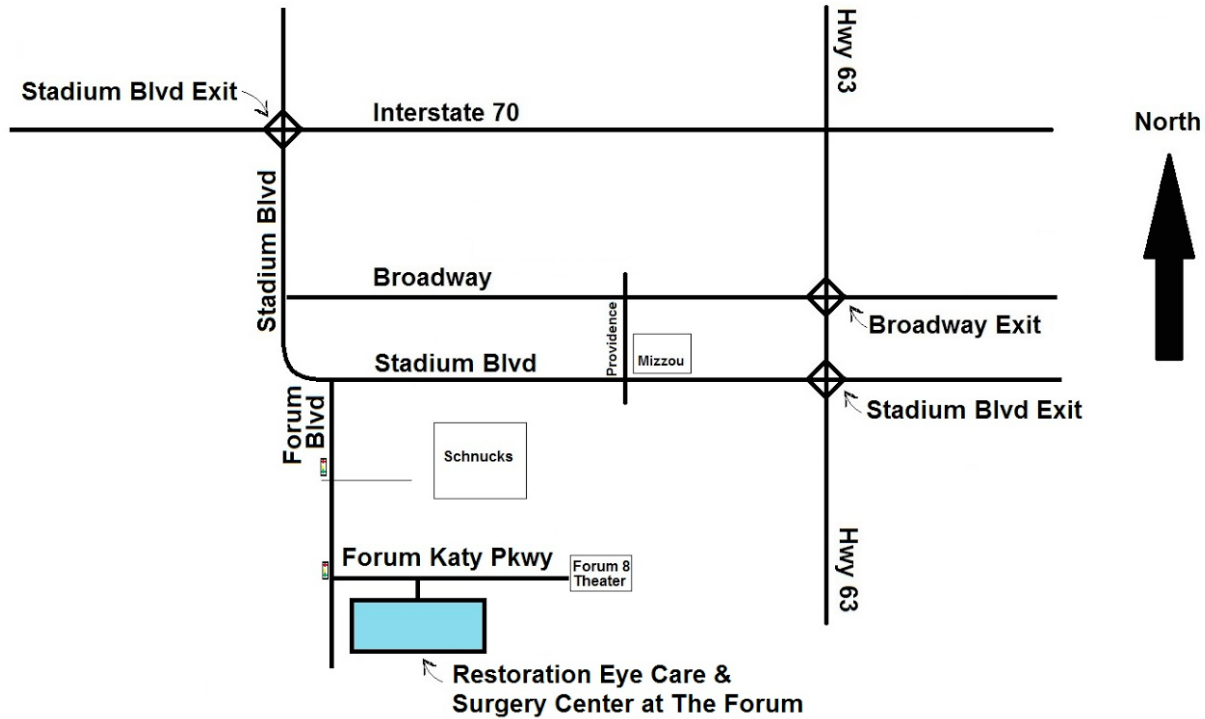 Hwy 63
Stadium Blvd Exit
Interstate 70
North
Stadium Blvd
Broadway
Providence
Broadway Exit
Mizzou
Stadium Blvd
Forum
Blvd
Stadium Blvd Exit
Schnucks
Hwy 63
Forum Katy Pkwy
Forum 8
Theater
Restoration Eye Care &
Surgery Center at The Forum